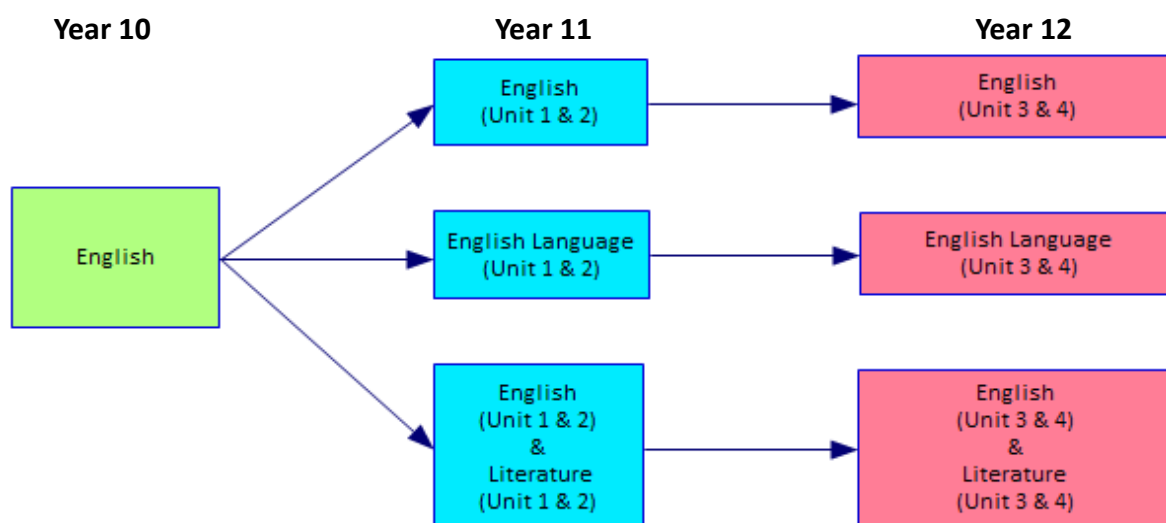 Year 10
Year 11
Year 12
English
English
(Unit 1 & 2)
English
(Unit 3 & 4)
English Language
(Unit 1 & 2)
English Language
(Unit 3 & 4)
English
(Unit 1 & 2)
&
Literature
(Unit 1 & 2)
English
(Unit 3 & 4)
&
Literature
(Unit 3 & 4)